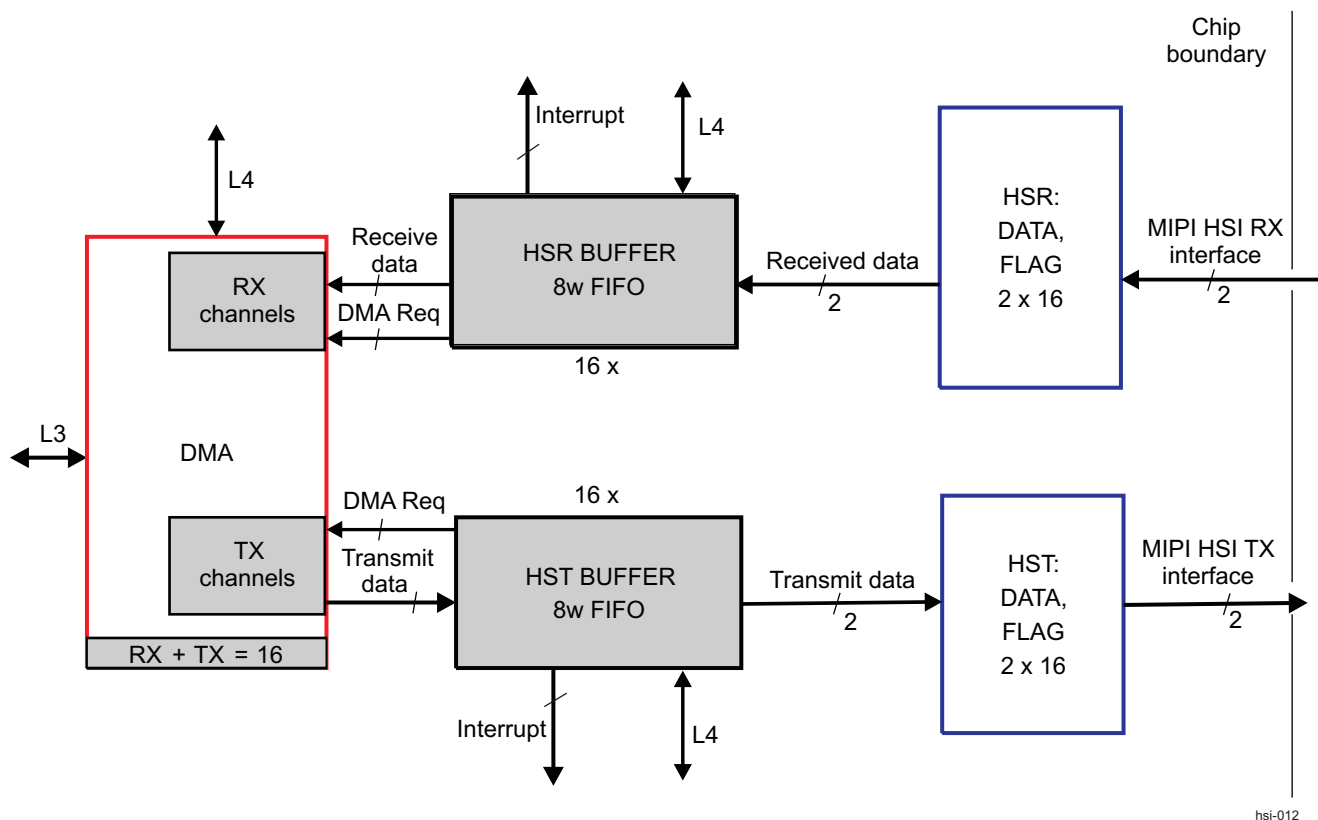 Chip
boundary
Interrupt
L4
L4
HSR:
DATA,
FLAG
2 x 16
MIPI HSI RX
interface
2
Receive
data
HSR BUFFER
8w FIFO
Received data
2
RX
channels
DMA Req
16 x
L3
DMA
DMA Req
16 x
TX
channels
Transmit
data
HST BUFFER
8w FIFO
Transmit data
2
HST:
DATA,
FLAG
2 x 16
MIPI HSI TX
interface
2
RX + TX = 16
Interrupt
L4
hsi-012